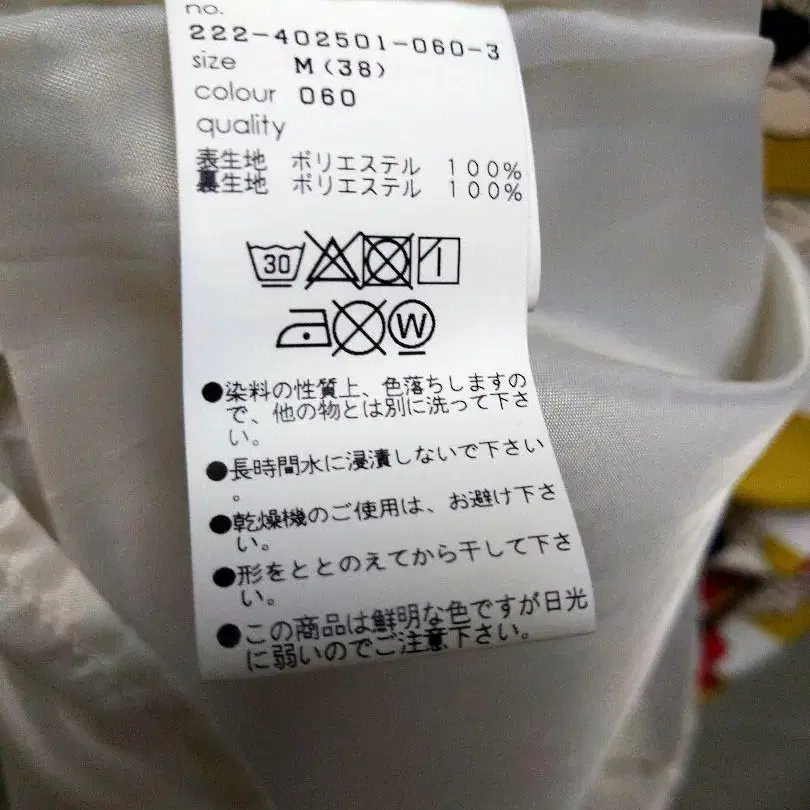 no.
222-402501-060-3
size M(38)
colour 060
quality
表生地 ポリエステル 100%
裏生地 ポリエステル 100%
30
W
●染料の性質上、色落ちしますの
で、他の物とは別に洗って下さ
い。
●長時間水に浸漬しないで下さい
。
●乾燥機のご使用は、お避け下さ
い。
●形をととのえてから干して下さ
い。
●この商品は鮮明な色ですが日光
に弱いのでご注意下さい。